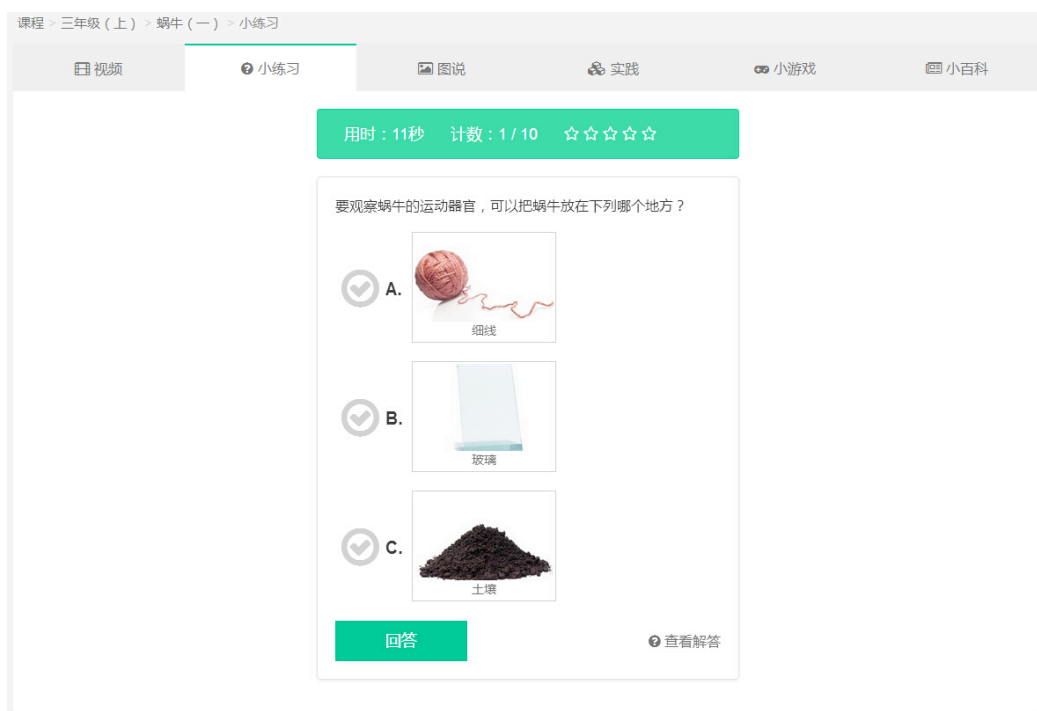 课程 > 三年级（上） > 蜗牛（一） > 小练习
视频 小练习 图说 实践 小游戏 小百科
用时：11秒 计数：1 / 10
要观察蜗牛的运动器官，可以把蜗牛放在下列哪个地方？
A.
细线
B.
玻璃
C.
土壤
回答 查看解答